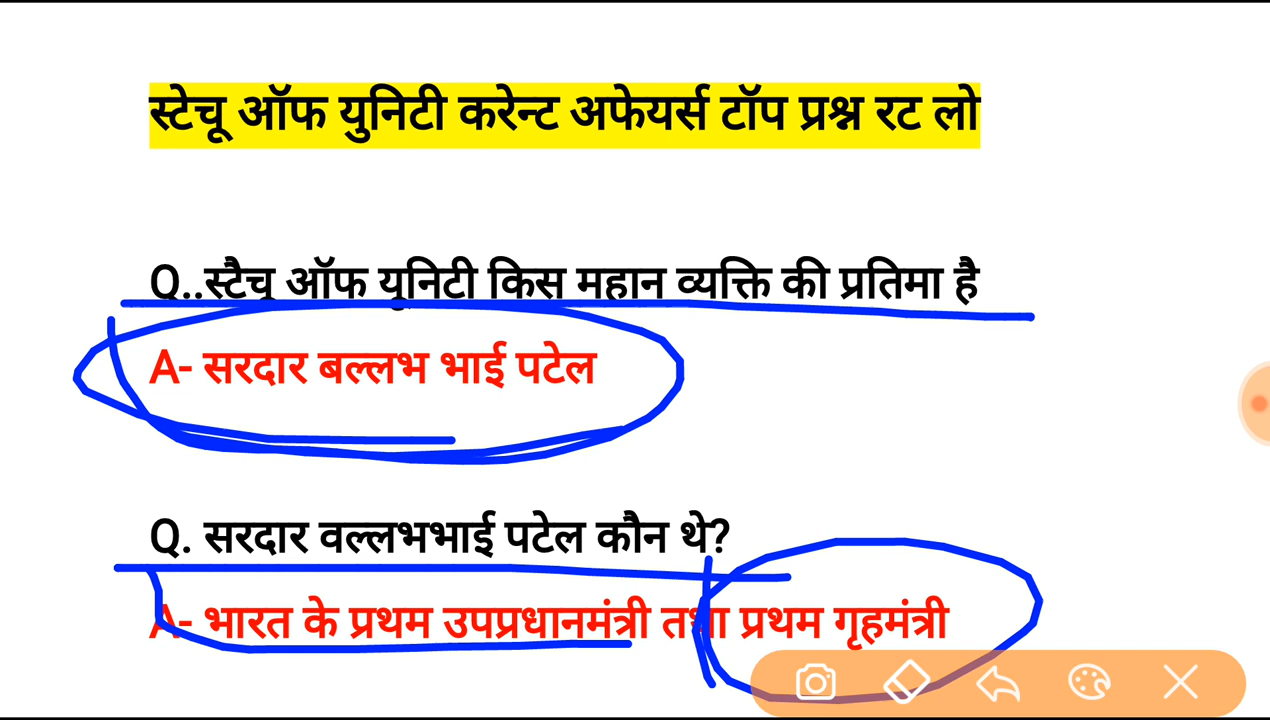 स्टेचू ऑफ युनिटी करेन्ट अफेयर्स टॉप प्रश्न रट लो
Q..स्टैचू ऑफ यूनिटी किस महान व्यक्ति की प्रतिमा है
A- सरदार बल्लभ भाई पटेल
Q. सरदार वल्लभभाई पटेल कौन थे?
A- भारत के प्रथम उपप्रधानमंत्री तथा प्रथम गृहमंत्री